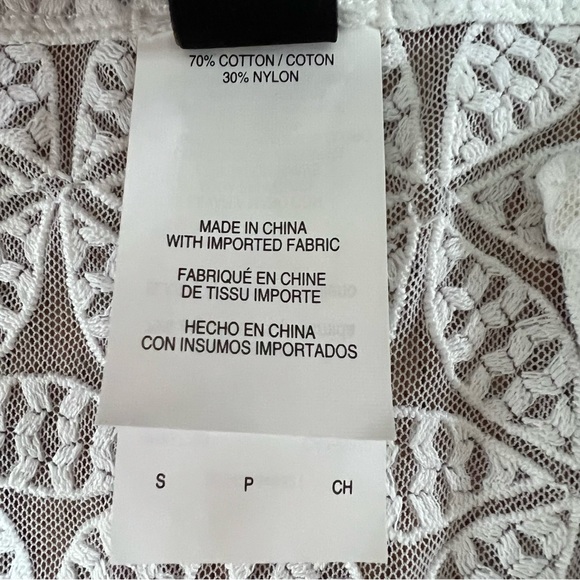 70% COTTON / COTON
30% NYLON
MADE IN CHINA
WITH IMPORTED FABRIC
FABRIQUÉ EN CHINE
DE TISSU IMPORTE
HECHO EN CHINA
CON INSUMOS IMPORTADOS
S P CH